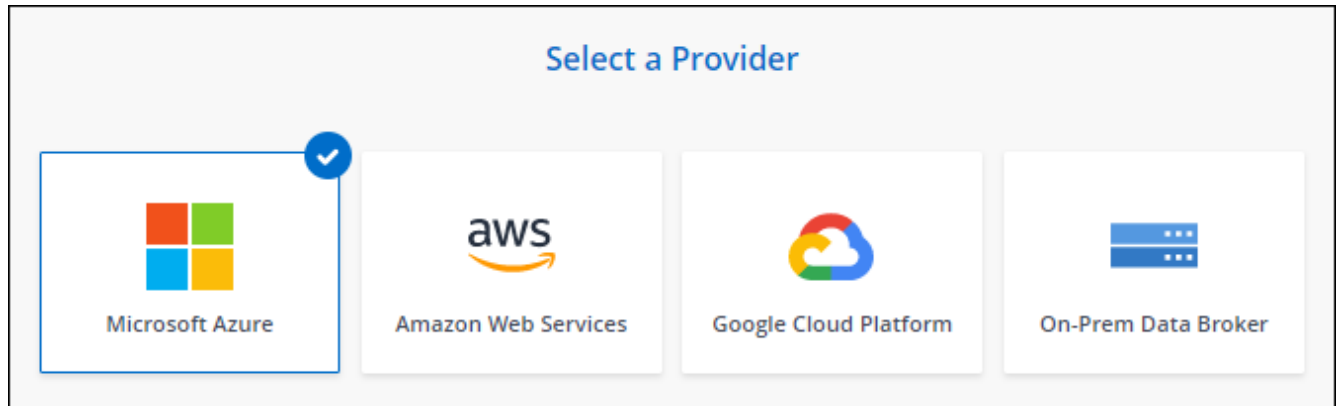 Select a Provider
aws
Microsoft Azure
Amazon Web Services
Google Cloud Platform
On-Prem Data Broker